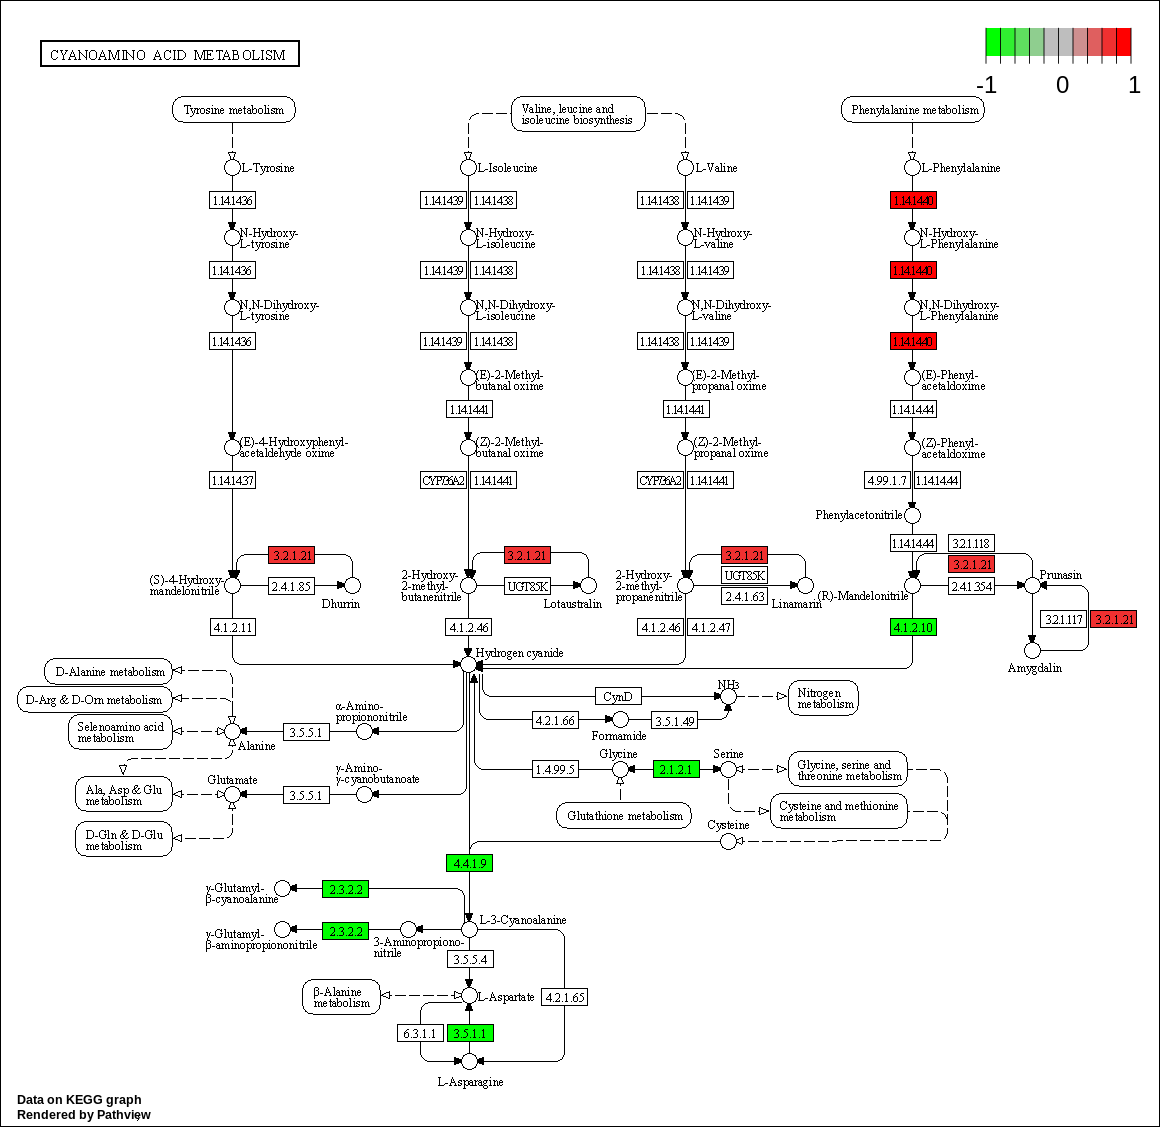 CYANOAMINO ACID METABOLISM
-1 0 1
Tyrosine metabolism
Valine, leucine and
isoleucine biosynthesis
Phenylalanine metabolism
L-Tyrosine
L-Isoleucine
L-Valine
L-Phenylalanine
1.14.14.36
1.14.14.39 1.14.14.38
1.14.14.38 1.14.14.39
1.14.14.40
N-Hydroxy-
L-tyrosine
N-Hydroxy-
L-isoleucine
N-Hydroxy-
L-valine
N-Hydroxy-
L-Phenylalanine
1.14.14.36
1.14.14.39 1.14.14.38
1.14.14.38 1.14.14.39
1.14.14.40
N,N-Dihydroxy-
L-tyrosine
N,N-Dihydroxy-
L-isoleucine
N,N-Dihydroxy-
L-valine
N,N-Dihydroxy-
L-Phenylalanine
1.14.14.36
1.14.14.39 1.14.14.38
1.14.14.38 1.14.14.39
1.14.14.40
(E)-2-Methyl-
butanal oxime
(E)-2-Methyl-
propanal oxime
(E)-Phenyl-
acetaldoxime
1.14.14.41
1.14.14.41
1.14.14.44
(E)-4-Hydroxyphenyl-
acetaldehyde oxime
(Z)-2-Methyl-
butanal oxime
(Z)-2-Methyl-
propanal oxime
(Z)-Phenyl-
acetaldoxime
1.14.14.37
CYP736A2 1.14.14.41
CYP736A2 1.14.14.41
4.99.1.7 1.14.14.44
Phenylacetonitrile
1.14.14.44
3.2.1.118
3.2.1.21
3.2.1.21
3.2.1.21
3.2.1.21
(S)-4-Hydroxy-
mandelonitrile
2.4.1.85
Dhurrin
2-Hydroxy-
2-methyl-
butanenitrile
UGT85K
Lotaustralin
2-Hydroxy-
2-methyl-
propanenitrile
UGT85K
2.4.1.63
Linamarin
(R)-Mandelonitrile
2.4.1.354
Prunasin
4.1.2.11
4.1.2.46
4.1.2.46 4.1.2.47
4.1.2.10
3.2.1.117
3.2.1.21
Amygdalin
Hydrogen cyanide
D-Alanine metabolism
D-Arg & D-Orn metabolism
Selenoamino acid
metabolism
Alanine
3.5.5.1
α-Amino-
propiononitrile
CynD
NH3
Nitrogen
metabolism
4.2.1.66
Formamide
3.5.1.49
Ala, Asp & Glu
metabolism
Glutamate
3.5.5.1
γ-Amino-
γ-cyanobutanoate
1.4.99.5
Glycine
2.1.2.1
Serine
Glycine, serine and
threonine metabolism
Glutathione metabolism
Cysteine and methionine
metabolism
D-Gln & D-Glu
metabolism
Cysteine
4.4.1.9
γ-Glutamyl-
β-cyanoalanine
2.3.2.2
L-3-Cyanoalanine
γ-Glutamyl-
β-aminopropiononitrile
2.3.2.2
3-Aminopropiono-
nitrile
3.5.5.4
β-Alanine
metabolism
L-Aspartate
4.2.1.65
6.3.1.1
3.5.1.1
L-Asparagine
Data on KEGG graph
Rendered by Pathview